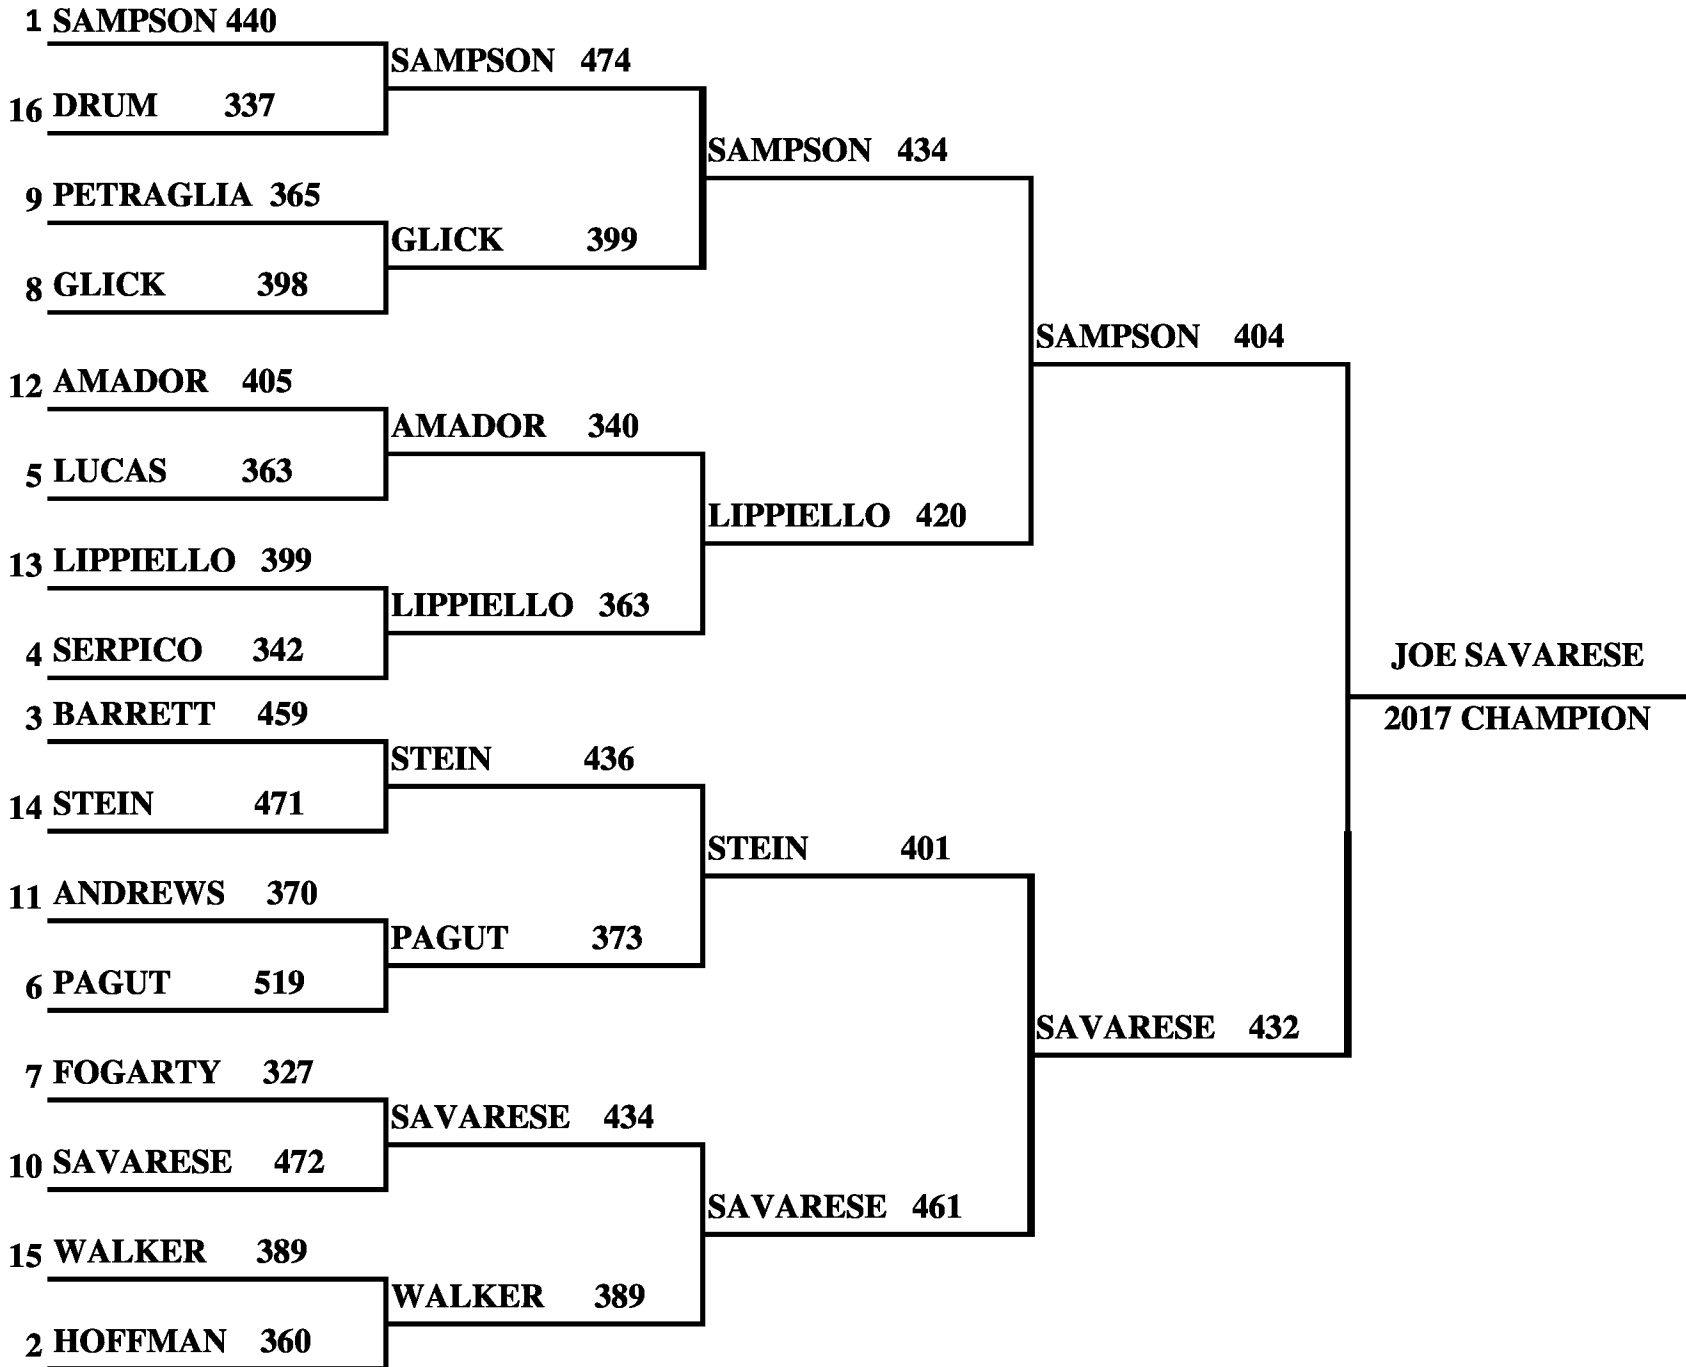 1 SAMPSON 440
SAMPSON 474
16 DRUM 337
SAMPSON 434
9 PETRAGLIA 365
GLICK 399
8 GLICK 398
SAMPSON 404
12 AMADOR 405
AMADOR 340
5 LUCAS 363
LIPPIELLO 420
13 LIPPIELLO 399
LIPPIELLO 363
4 SERPICO 342
JOE SAVARESE
3 BARRETT 459
2017 CHAMPION
STEIN 436
14 STEIN 471
STEIN 401
11 ANDREWS 370
PAGUT 373
6 PAGUT 519
SAVARESE 432
7 FOGARTY 327
SAVARESE 434
10 SAVARESE 472
SAVARESE 461
15 WALKER 389
WALKER 389
2 HOFFMAN 360